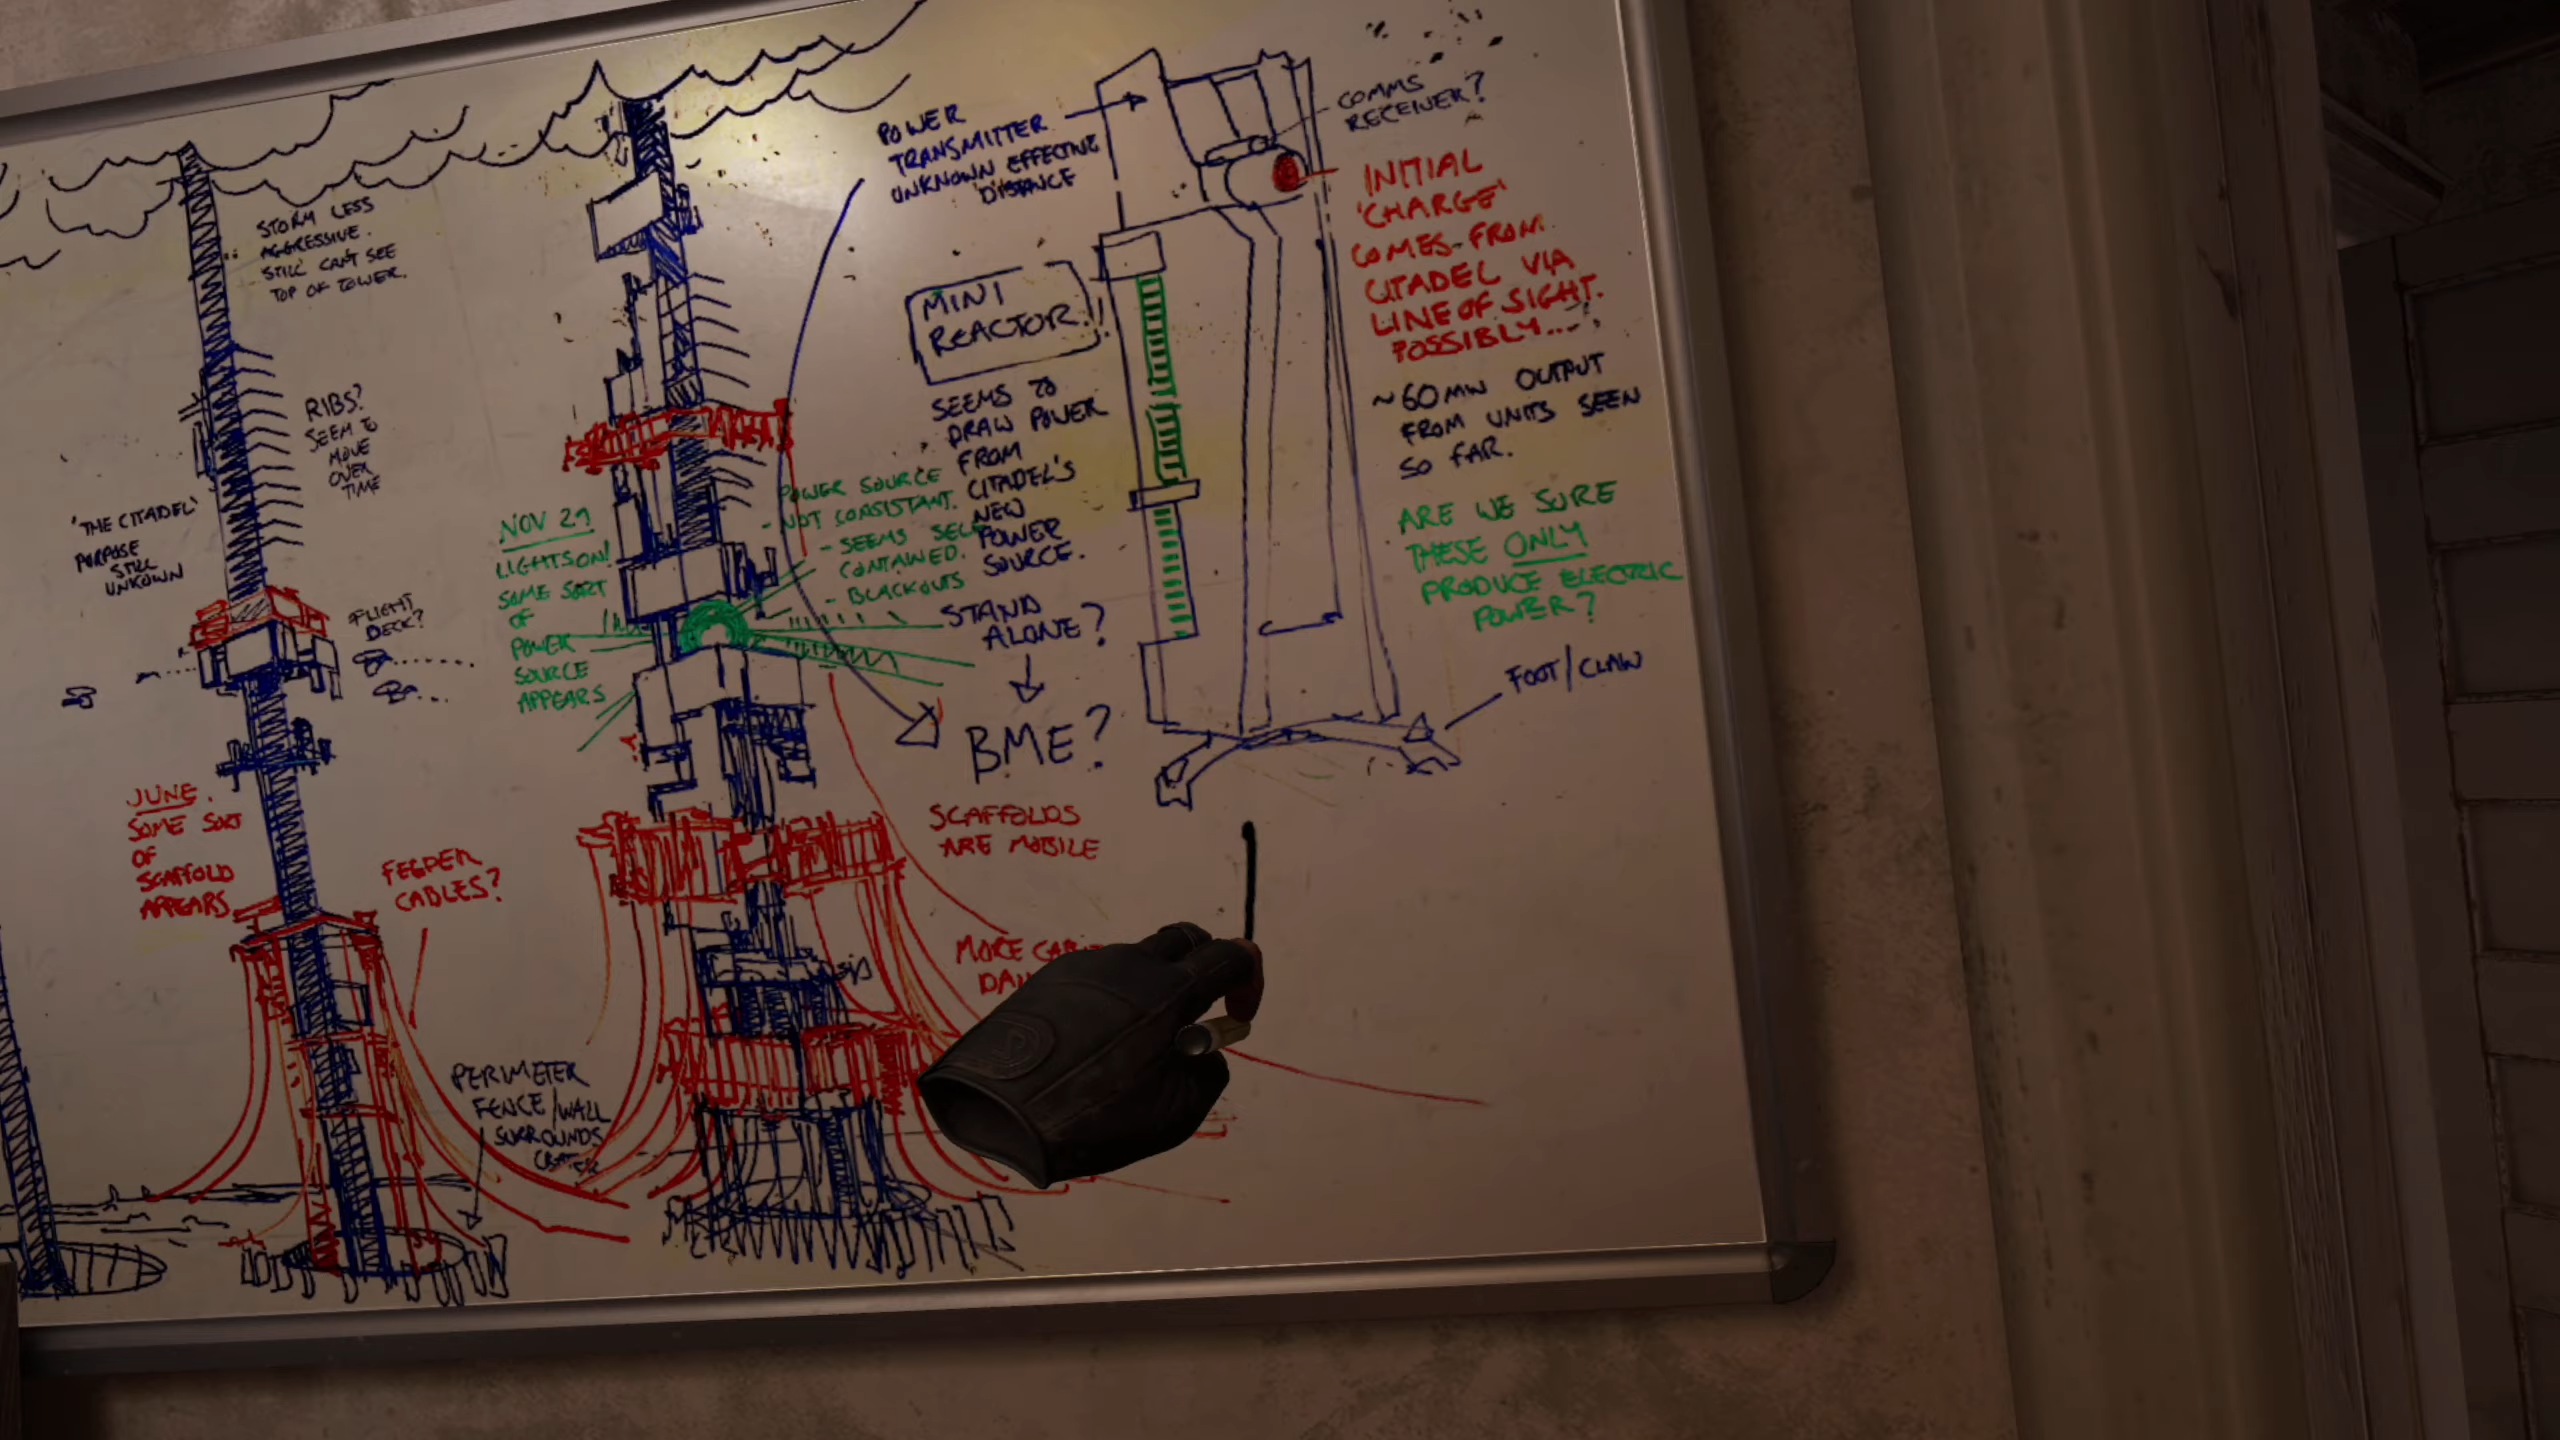 STORM LESS
AGGRESSIVE.
STILL CAN'T SEE
TOP OF TOWER.
RIBS?
SEEM TO
MOVE
OVER
TIME
'THE CITADEL'
PURPOSE
STILL
UNKOWN
FLIGHT
DECK?
JUNE.
SOME SORT
OF
SCAFFOLD
APPEARS
FEEDER
CABLES?
PERIMETER
FENCE/WALL
SURROUNDS
NOV 29
LIGHTS ON!
SOME SORT
OF
POWER
SOURCE
APPEARS
POWER SOURCE
- NOT CONSISTANT.
- SEEMS SELF
CONTAINED.
- BLACKOUTS
SCAFFOLDS
ARE MOBILE
MORE
POWER
TRANSMITTER
UNKNOWN EFFECTIVE
DISTANCE
MINI
REACTOR!!
SEEMS TO
DRAW POWER
FROM
CITADEL'S
NEW
POWER
SOURCE.
STAND
ALONE?
BME?
COMMS
RECEIVER?
INITIAL
'CHARGE'
COMES FROM
CITADEL VIA
LINE OF SIGHT.
POSSIBLY...?
~60MW OUTPUT
FROM UNITS SEEN
SO FAR.
ARE WE SURE
THESE ONLY
PRODUCE ELECTRIC
POWER?
FOOT/CLAW